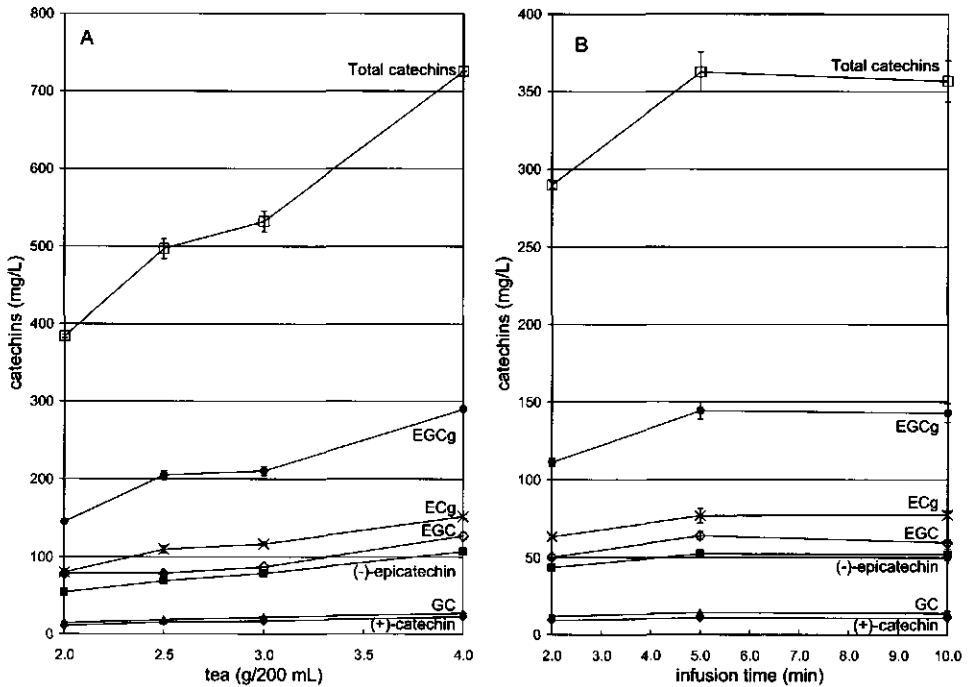 A
800
700
600
500
400
300
200
100
0
catechins (mg/L)
Total catechins
EGCg
ECg
EGC
(-)-epicatechin
GC
(+)-catechin
2.0 2.5 3.0 3.5 4.0
tea (g/200 mL)
B
400
350
300
250
200
150
100
50
0
catechins (mg/L)
Total catechins
EGCg
ECg
EGC
(-)-epicatechin
GC
(+)-catechin
2.0 3.0 4.0 5.0 6.0 7.0 8.0 9.0 10.0
infusion time (min)